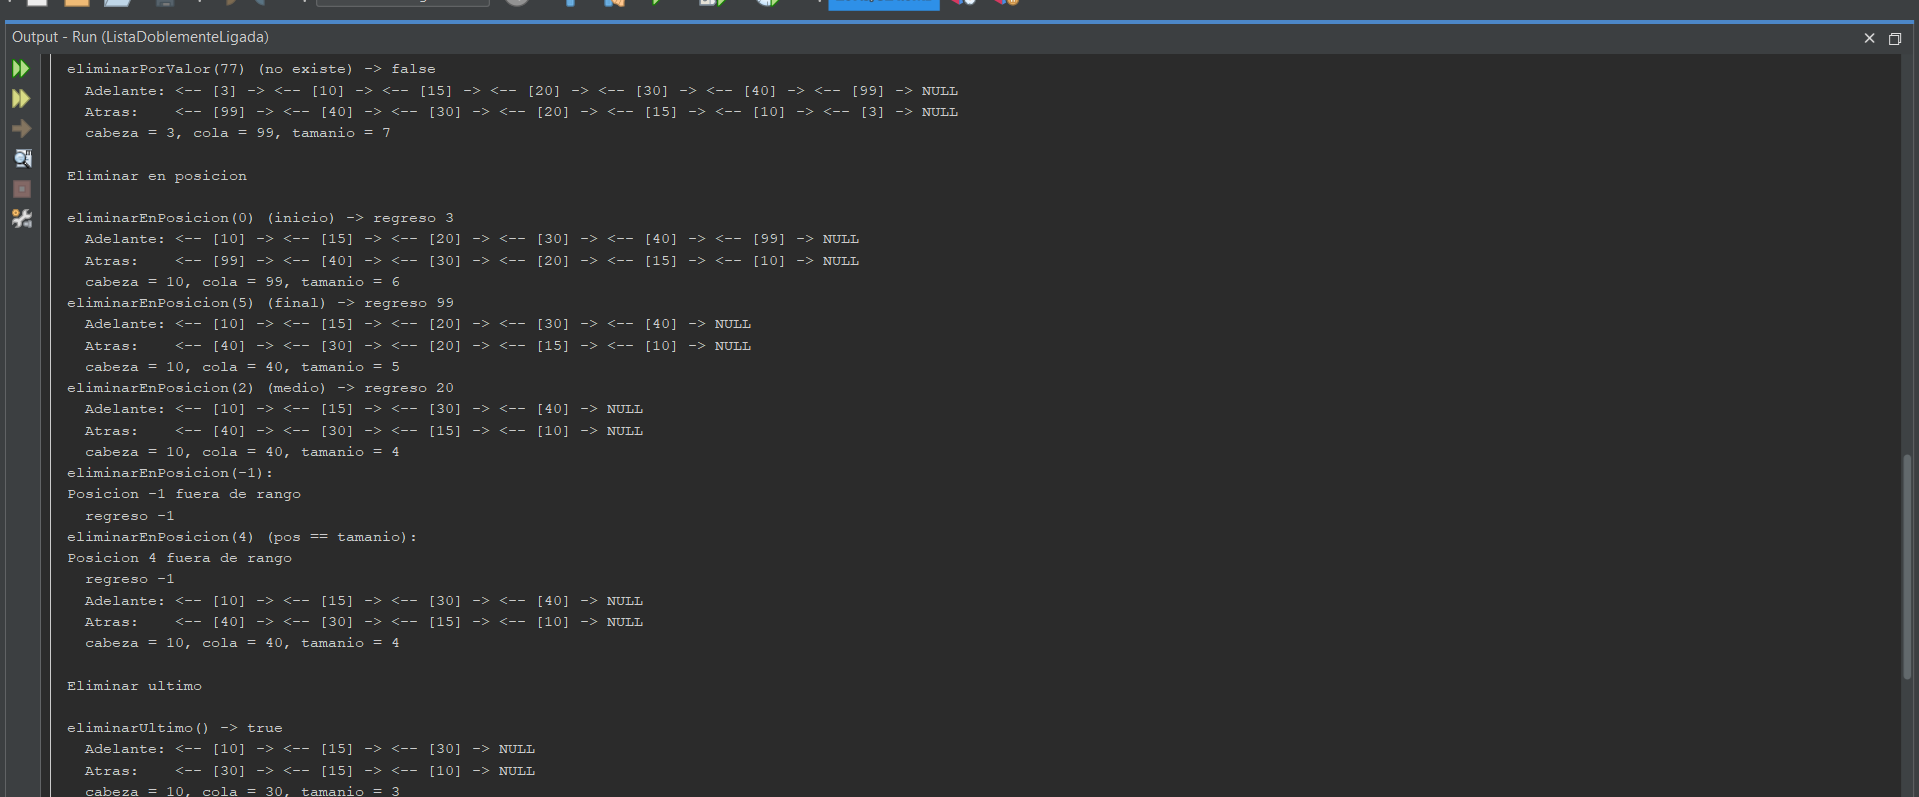 Output - Run (ListaDoblementeLigada)
eliminarPorValor(77) (no existe) -> false
  Adelante: <-- [3] -> <-- [10] -> <-- [15] -> <-- [20] -> <-- [30] -> <-- [40] -> <-- [99] -> NULL
  Atras:    <-- [99] -> <-- [40] -> <-- [30] -> <-- [20] -> <-- [15] -> <-- [10] -> <-- [3] -> NULL
  cabeza = 3, cola = 99, tamanio = 7
Eliminar en posicion
eliminarEnPosicion(0) (inicio) -> regreso 3
  Adelante: <-- [10] -> <-- [15] -> <-- [20] -> <-- [30] -> <-- [40] -> <-- [99] -> NULL
  Atras:    <-- [99] -> <-- [40] -> <-- [30] -> <-- [20] -> <-- [15] -> <-- [10] -> NULL
  cabeza = 10, cola = 99, tamanio = 6
eliminarEnPosicion(5) (final) -> regreso 99
  Adelante: <-- [10] -> <-- [15] -> <-- [20] -> <-- [30] -> <-- [40] -> NULL
  Atras:    <-- [40] -> <-- [30] -> <-- [20] -> <-- [15] -> <-- [10] -> NULL
  cabeza = 10, cola = 40, tamanio = 5
eliminarEnPosicion(2) (medio) -> regreso 20
  Adelante: <-- [10] -> <-- [15] -> <-- [30] -> <-- [40] -> NULL
  Atras:    <-- [40] -> <-- [30] -> <-- [15] -> <-- [10] -> NULL
  cabeza = 10, cola = 40, tamanio = 4
eliminarEnPosicion(-1):
Posicion -1 fuera de rango
  regreso -1
eliminarEnPosicion(4) (pos == tamanio):
Posicion 4 fuera de rango
  regreso -1
  Adelante: <-- [10] -> <-- [15] -> <-- [30] -> <-- [40] -> NULL
  Atras:    <-- [40] -> <-- [30] -> <-- [15] -> <-- [10] -> NULL
  cabeza = 10, cola = 40, tamanio = 4
Eliminar ultimo
eliminarUltimo() -> true
  Adelante: <-- [10] -> <-- [15] -> <-- [30] -> NULL
  Atras:    <-- [30] -> <-- [15] -> <-- [10] -> NULL
  cabeza = 10, cola = 30, tamanio = 3